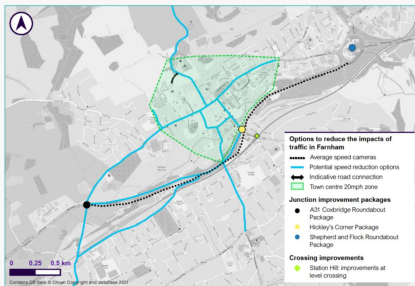 N
Options to reduce the impacts of
traffic in Farnham
Average speed cameras
Potential speed reduction options
Indicative road connection
Town centre 20mph zone
Junction improvement packages
A31 Coxbridge Roundabout
Package
Hickley's Corner Package
Shepherd and Flock Roundabout
Package
Crossing improvements
Station Hill improvements at
level crossing
0 0.25 0.5 km
Contains OS data © Crown Copyright and database 2021